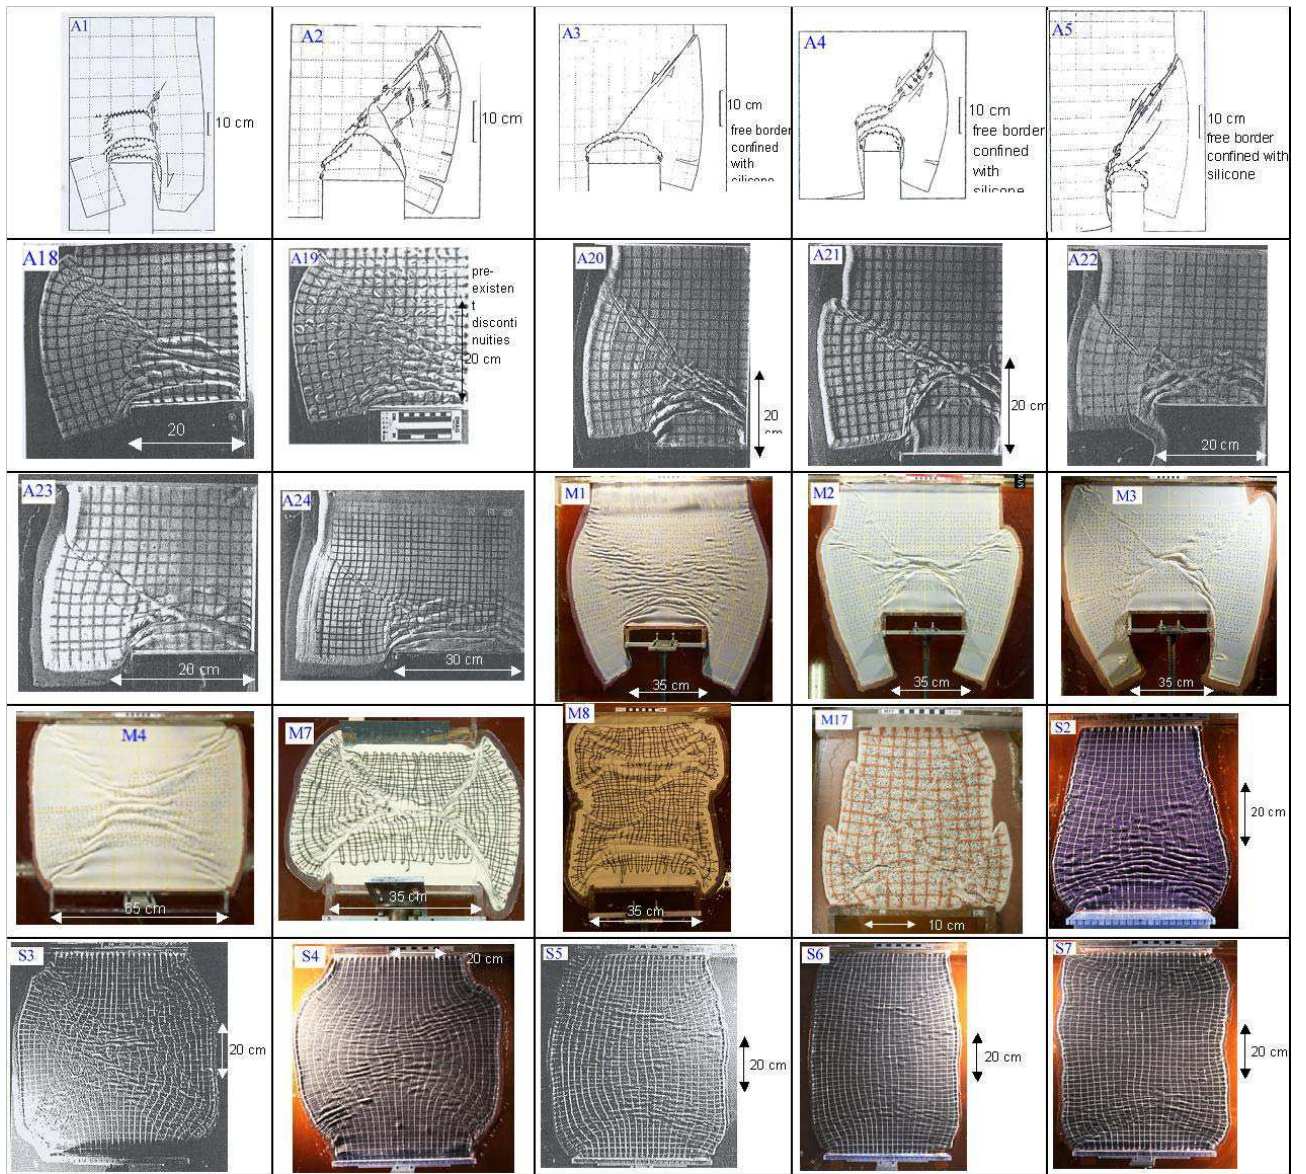 A1
10 cm
A2
10 cm
A3
10 cm
free border
confined
with
silicone
A4
10 cm
free border
confined
with
silicone
A5
10 cm
free border
confined with
silicone
A18
20
A19
pre-
existen
t
disconti
nuities
20 cm
A20
20
cm
A21
20 cm
A22
20 cm
A23
20 cm
A24
30 cm
M1
35 cm
M2
35 cm
M3
35 cm
M4
M7
35 cm
M8
35 cm
M17
10 cm
S2
20 cm
S3
20 cm
S4
20 cm
S5
20 cm
S6
20 cm
S7
20 cm